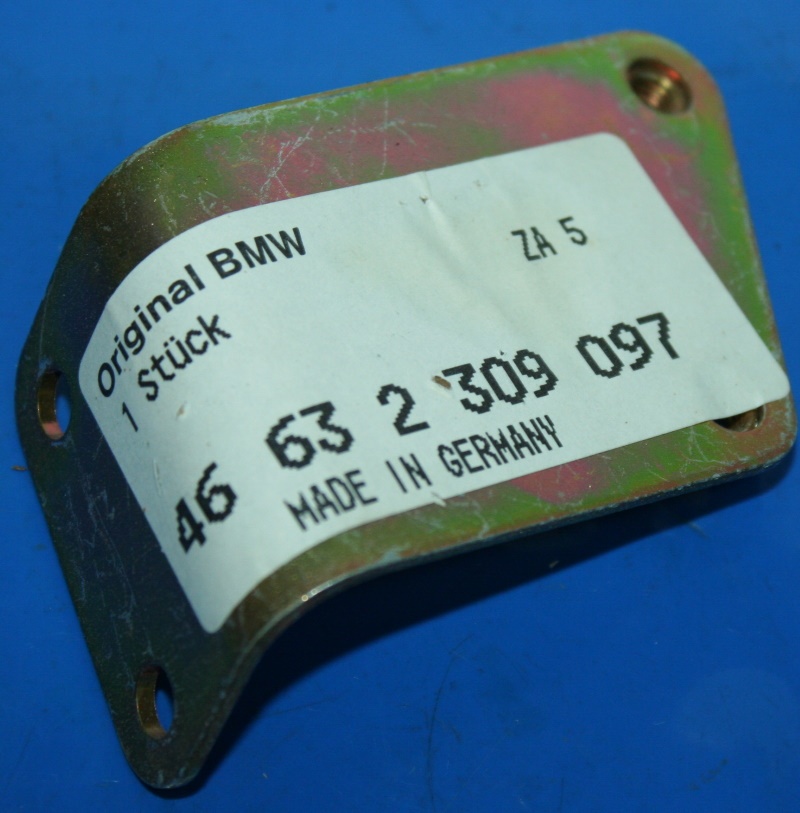 Original BMW
1 Stück
ZA 5
46 63 2 309 097
MADE IN GERMANY